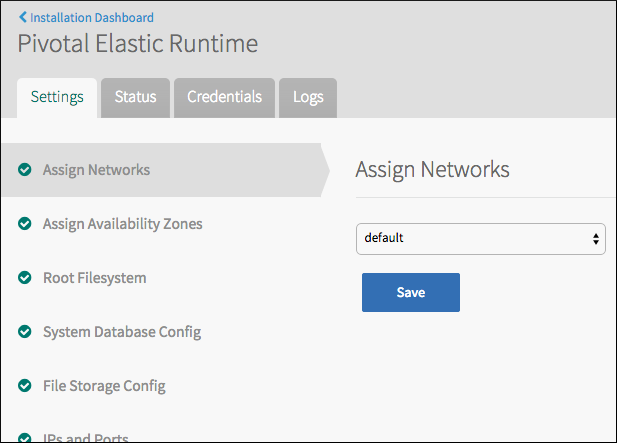 Installation Dashboard
Pivotal Elastic Runtime
Settings Status Credentials Logs
Assign Networks
Assign Availability Zones
Root Filesystem
System Database Config
File Storage Config
IPs and Ports
Assign Networks
default
Save